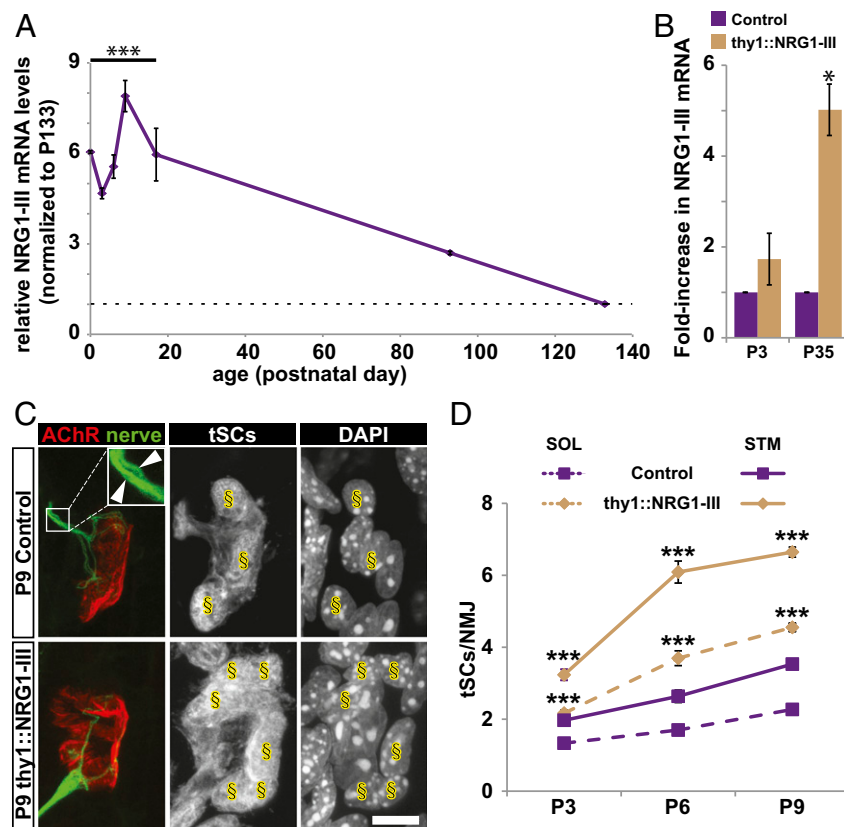 A
***
relative NRG1-III mRNA levels
(normalized to P133)
9
6
3
0
0 20 40 60 80 100 120 140
age (postnatal day)
B
Control
thy1::NRG1-III
Fold-increase in NRG1-III mRNA
6
4
2
0
*
P3 P35
C
AChR nerve tSCs DAPI
P9 Control
§ § § § § §
P9 thy1::NRG1-III
§ § § § § § § § § § § §
D
SOL STM
Control
thy1::NRG1-III
tSCs/NMJ
8
6
4
2
0
*** *** ***
*** *** ***
P3 P6 P9